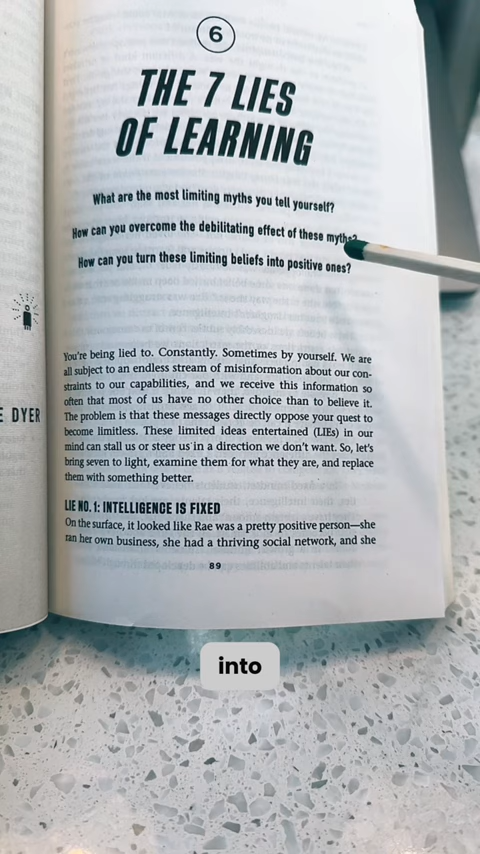 6
THE 7 LIES
OF LEARNING
What are the most limiting myths you tell yourself?
How can you overcome the debilitating effect of these myths?
How can you turn these limiting beliefs into positive ones?
You're being lied to. Constantly. Sometimes by yourself. We are
all subject to an endless stream of misinformation about our con-
straints to our capabilities, and we receive this information so
often that most of us have no other choice than to believe it.
The problem is that these messages directly oppose your quest to
become limitless. These limited ideas entertained (LIEs) in our
mind can stall us or steer us in a direction we don't want. So, let's
bring seven to light, examine them for what they are, and replace
them with something better.
LIE NO. 1: INTELLIGENCE IS FIXED
On the surface, it looked like Rae was a pretty positive person—she
ran her own business, she had a thriving social network, and she
89
E DYER
into